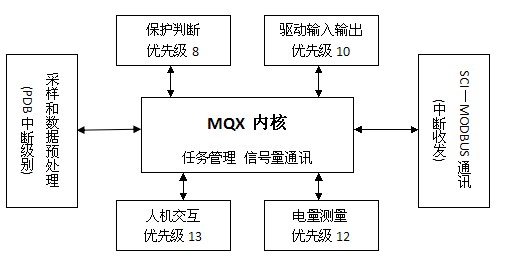 保护判断
优先级 8
驱动输入输出
优先级 10
采样和数据预处理
(PDB 中断级别)
MQX 内核
任务管理 信号量通讯
SCI—MODBUS 通讯
(中断收发)
人机交互
优先级 13
电量测量
优先级 12